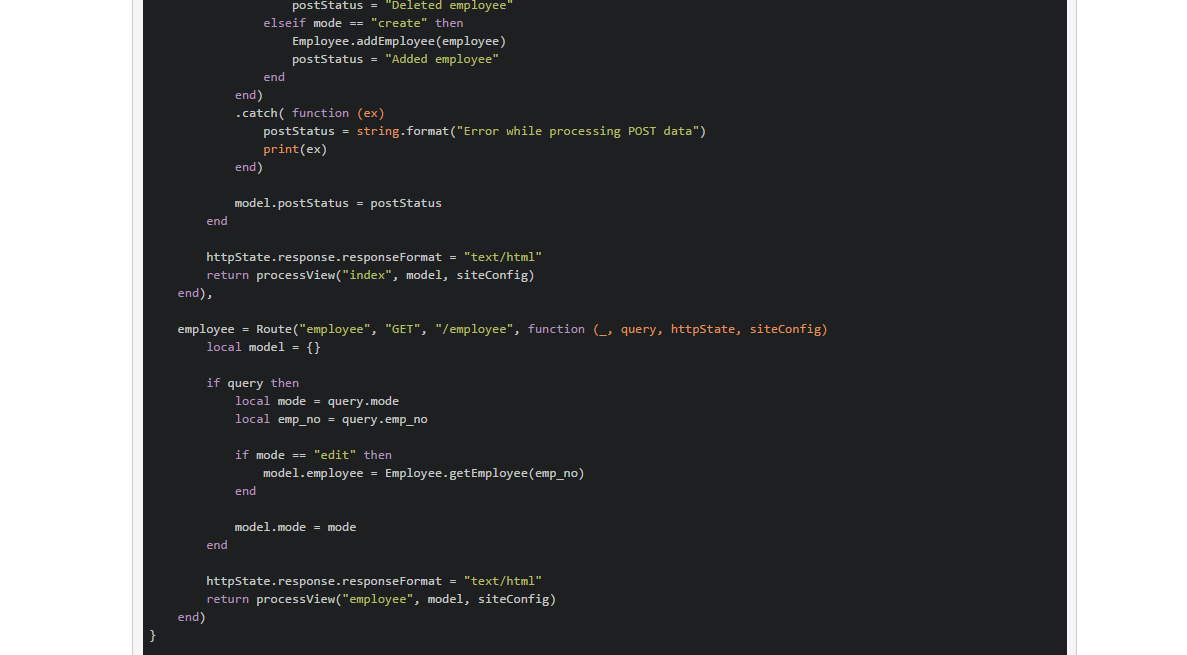 postStatus = "Deleted employee"
elseif mode == "create" then
Employee.addEmployee(employee)
postStatus = "Added employee"
end
end)
.catch( function (ex)
postStatus = string.format("Error while processing POST data")
print(ex)
end)
model.postStatus = postStatus
end
httpState.response.responseFormat = "text/html"
return processView("index", model, siteConfig)
end),
employee = Route("employee", "GET", "/employee", function (_, query, httpState, siteConfig)
local model = {}
if query then
local mode = query.mode
local emp_no = query.emp_no
if mode == "edit" then
model.employee = Employee.getEmployee(emp_no)
end
model.mode = mode
end
httpState.response.responseFormat = "text/html"
return processView("employee", model, siteConfig)
end)
}